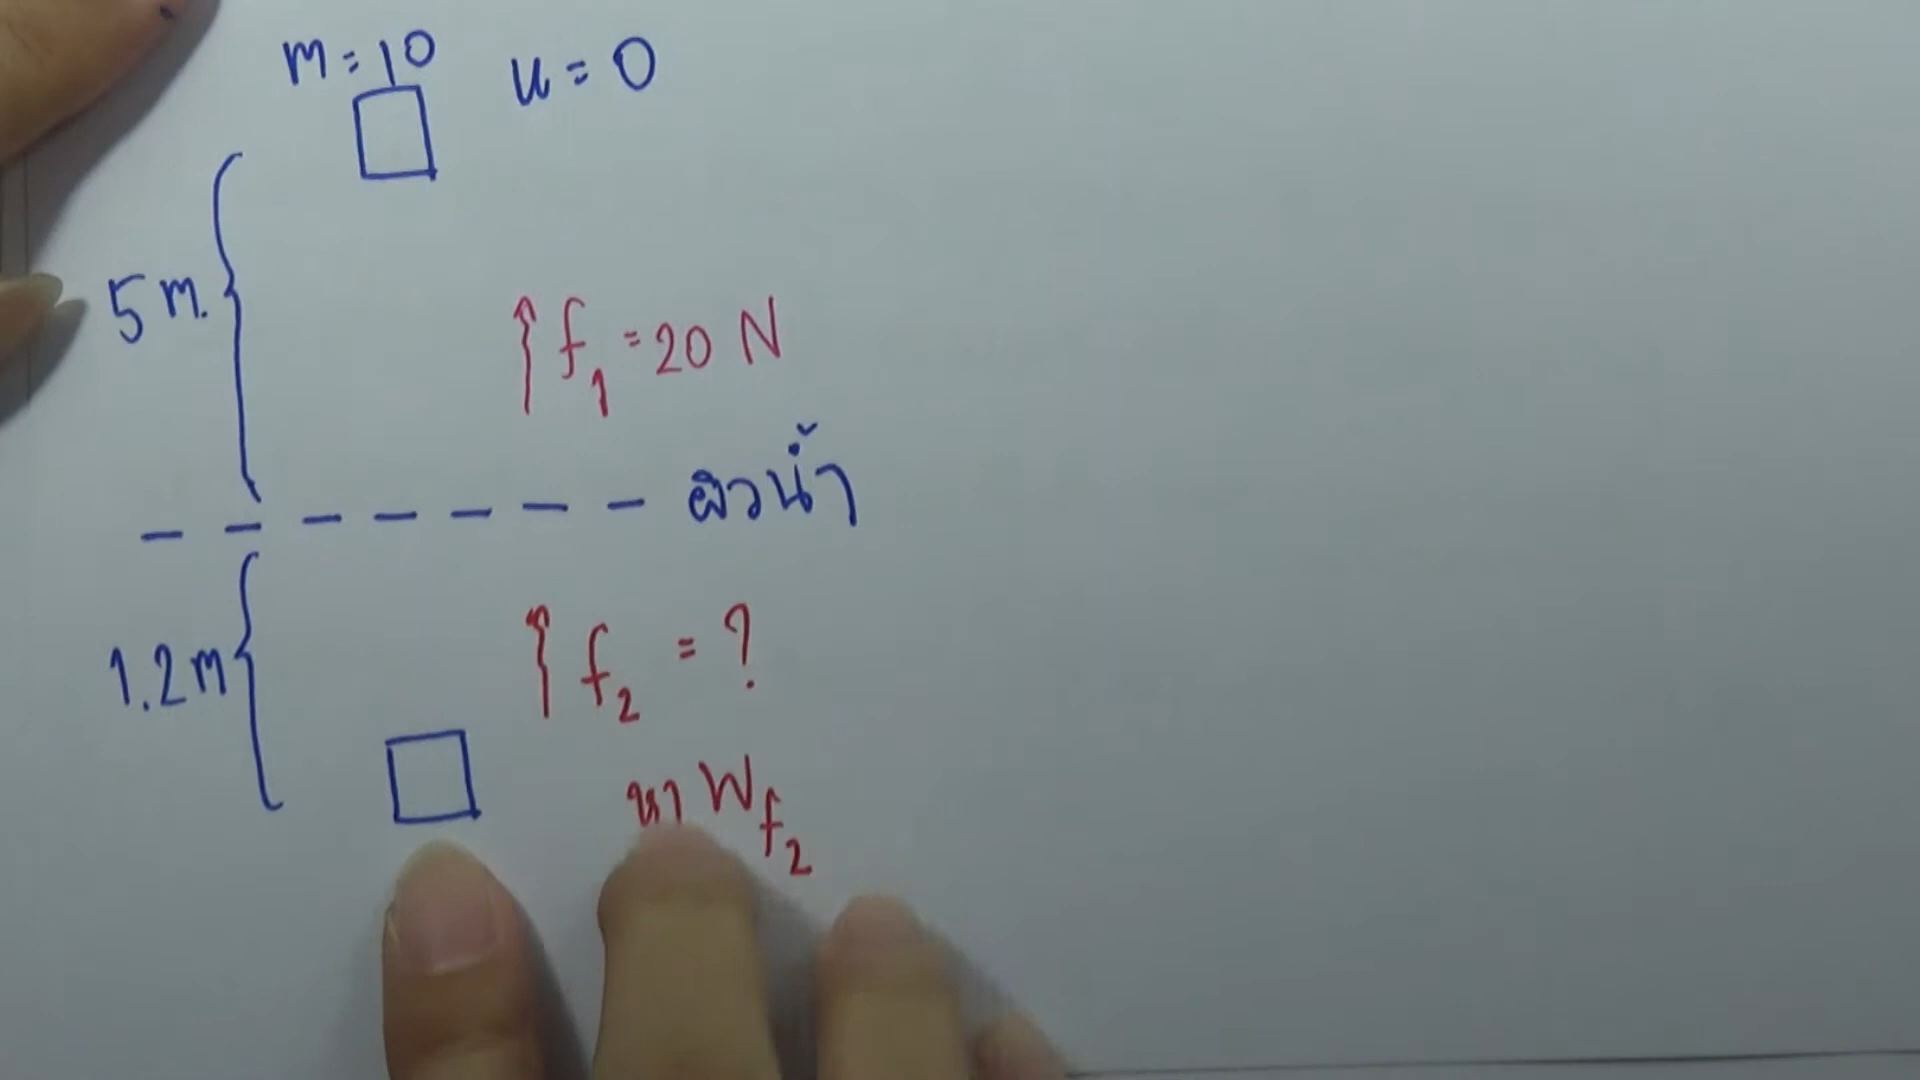 m = 10
u = 0
5 m.
f1 = 20 N
ผิวน้ำ
1.2 m
f2 = ?
หา Wf2